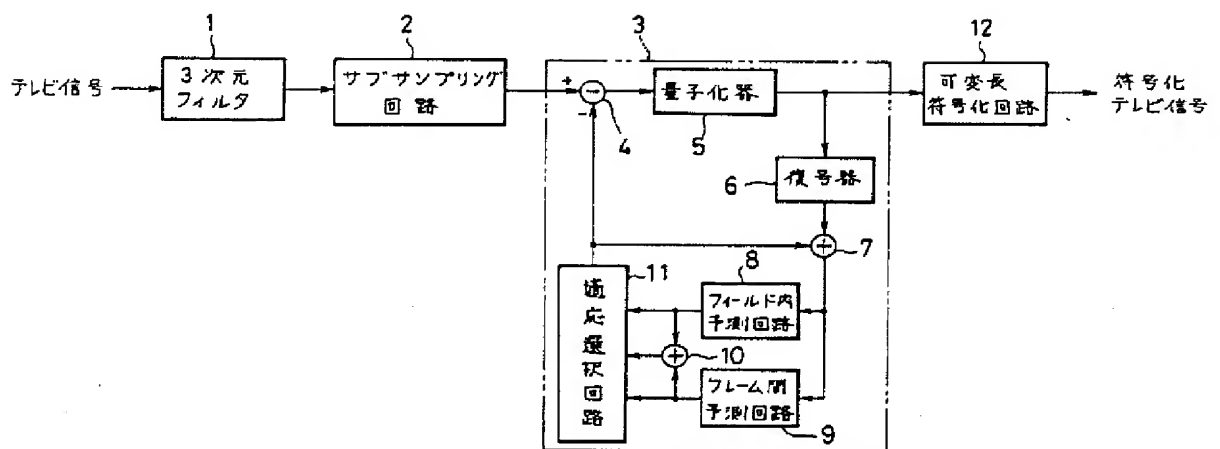 1
2
3
12
テレビ信号
3次元
フィルタ
サブサンプリング
回路
+
−
−
4
量子化器
5
可変長
符号化回路
符号化
テレビ信号
6
復号器
+
7
11
適応選択回路
8
フィールド内
予測回路
+
10
フレーム間
予測回路
9